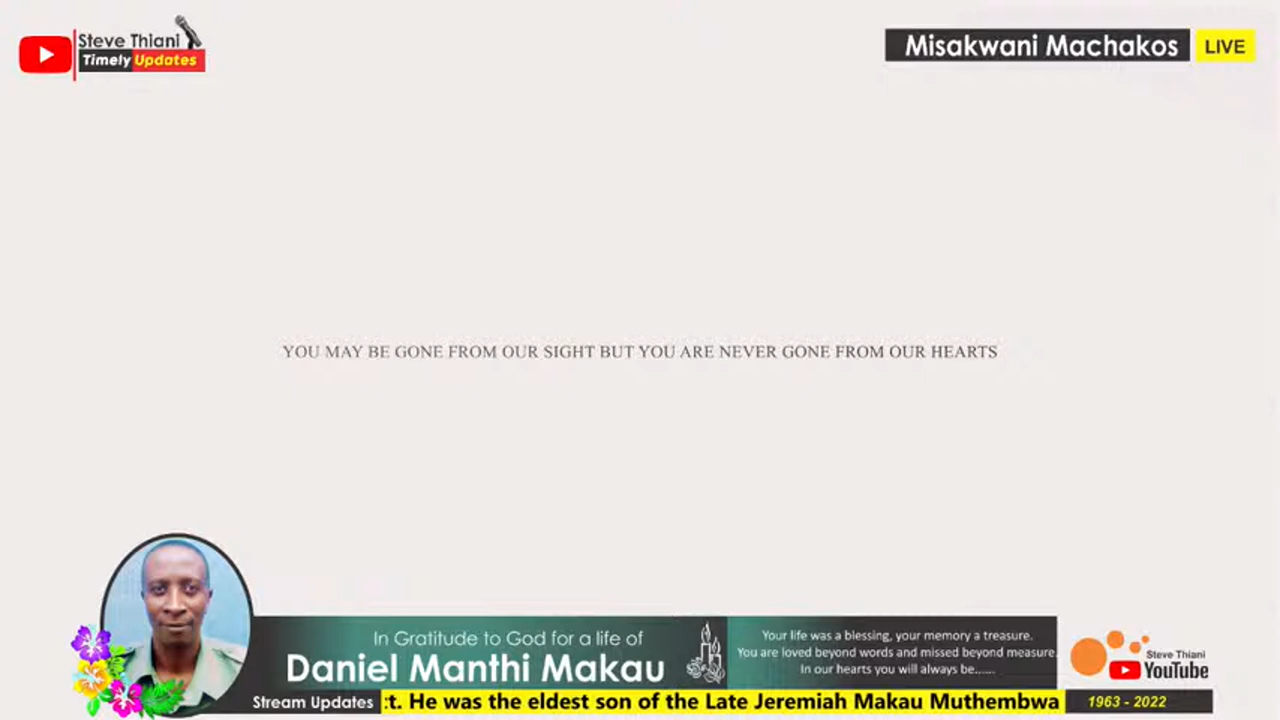 Steve Thiani
Timely Updates
Misakwani Machakos
LIVE
YOU MAY BE GONE FROM OUR SIGHT BUT YOU ARE NEVER GONE FROM OUR HEARTS
In Gratitude to God for a life of
Daniel Manthi Makau
Your life was a blessing, your memory a treasure.
You are loved beyond words and missed beyond measure.
In our hearts you will always be......
Steve Thiani
YouTube
Stream Updates
t. He was the eldest son of the Late Jeremiah Makau Muthembwa
1963 - 2022